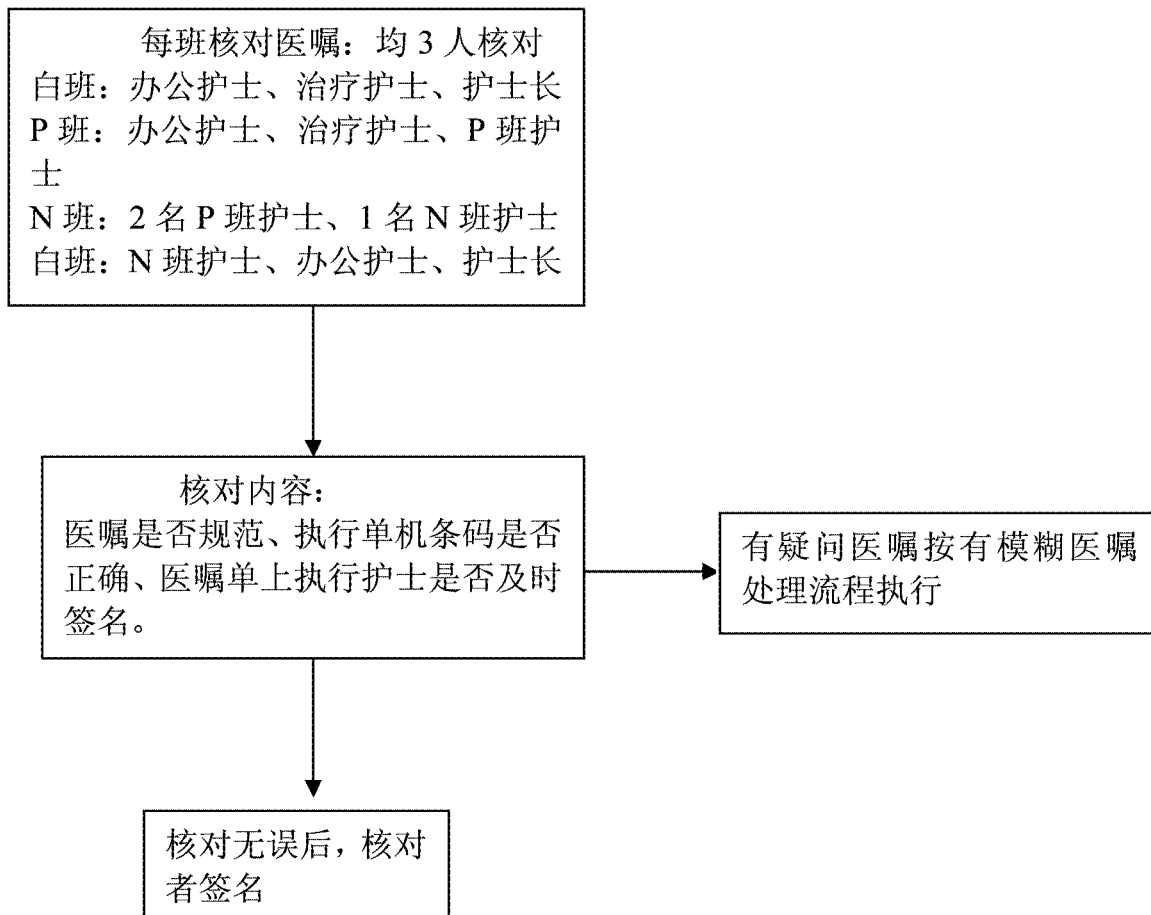 每班核对医嘱：均 3 人核对
白班：办公护士、治疗护士、护士长
P 班：办公护士、治疗护士、P 班护
士
N 班：2 名 P 班护士、1 名 N 班护士
白班：N 班护士、办公护士、护士长
核对内容：
医嘱是否规范、执行单机条码是否
正确、医嘱单上执行护士是否及时
签名。
有疑问医嘱按有模糊医嘱
处理流程执行
核对无误后，核对
者签名